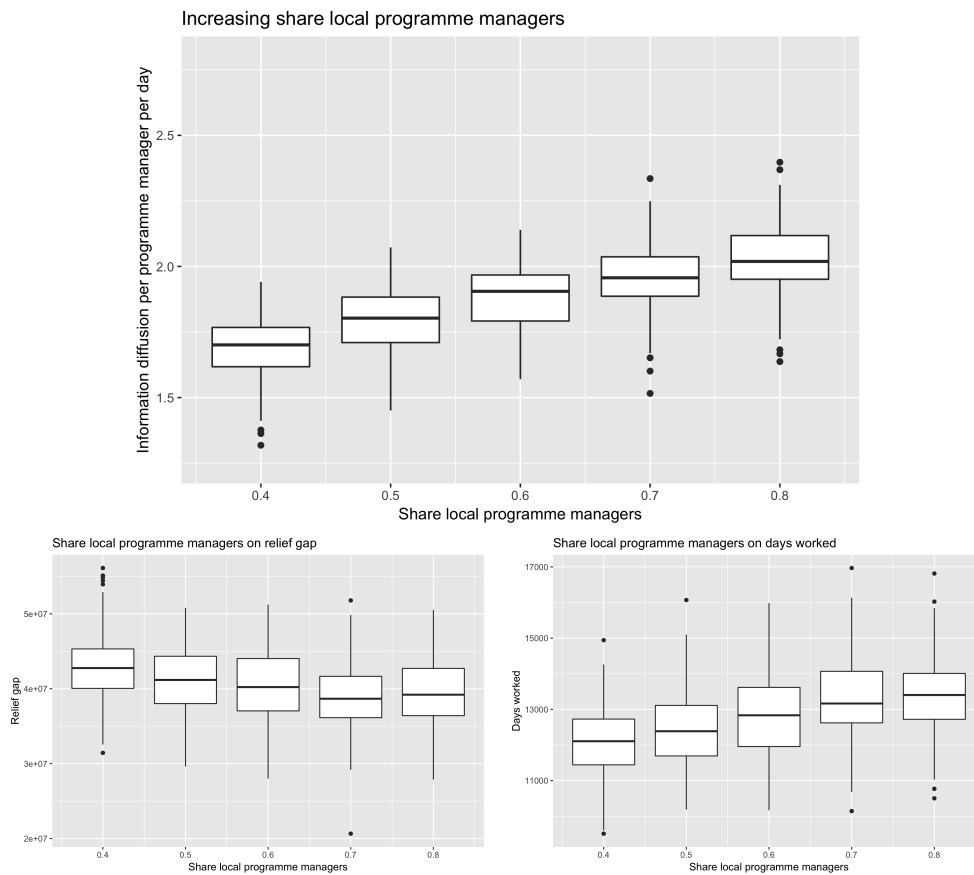 Increasing share local programme managers
Information diffusion per programme manager per day
2.5
2.0
1.5
0.4 0.5 0.6 0.7 0.8
Share local programme managers
Share local programme managers on relief gap
Relief gap
5e+07
4e+07
3e+07
2e+07
0.4 0.5 0.6 0.7 0.8
Share local programme managers
Share local programme managers on days worked
Days worked
17000
15000
13000
11000
0.4 0.5 0.6 0.7 0.8
Share local programme managers